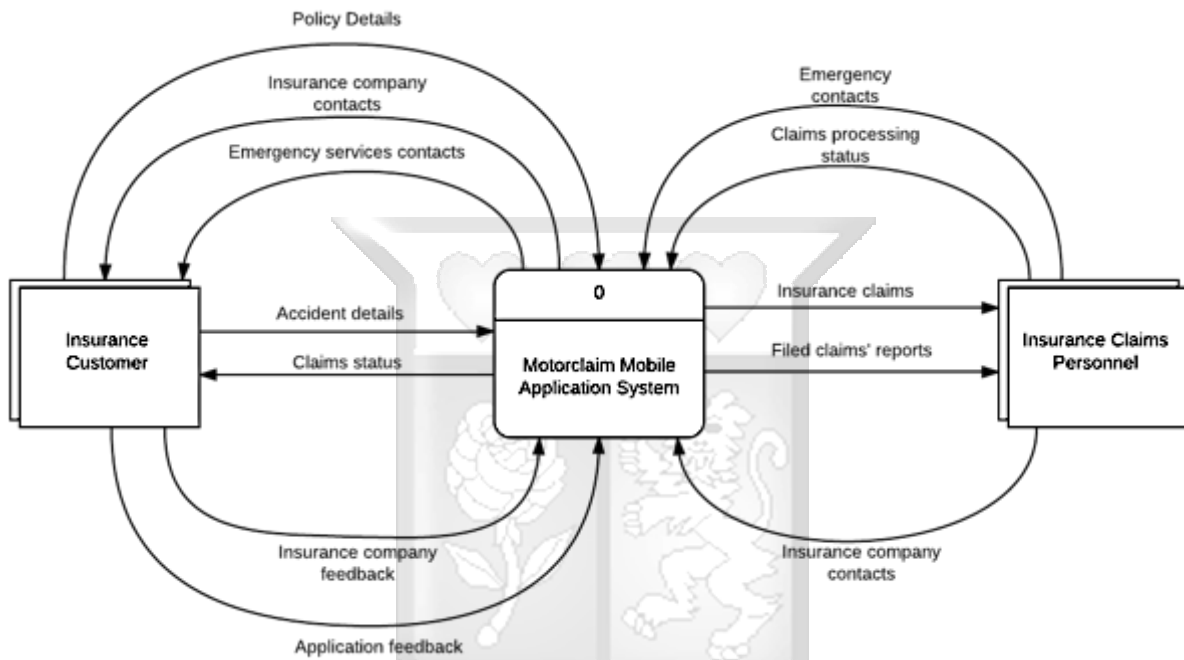 Policy Details
Insurance company
contacts
Emergency services contacts
Emergency
contacts
Claims processing
status
0
Insurance
Customer
Accident details
Claims status
Motorclaim Mobile
Application System
Insurance claims
Filed claims' reports
Insurance Claims
Personnel
Insurance company
feedback
Application feedback
Insurance company
contacts